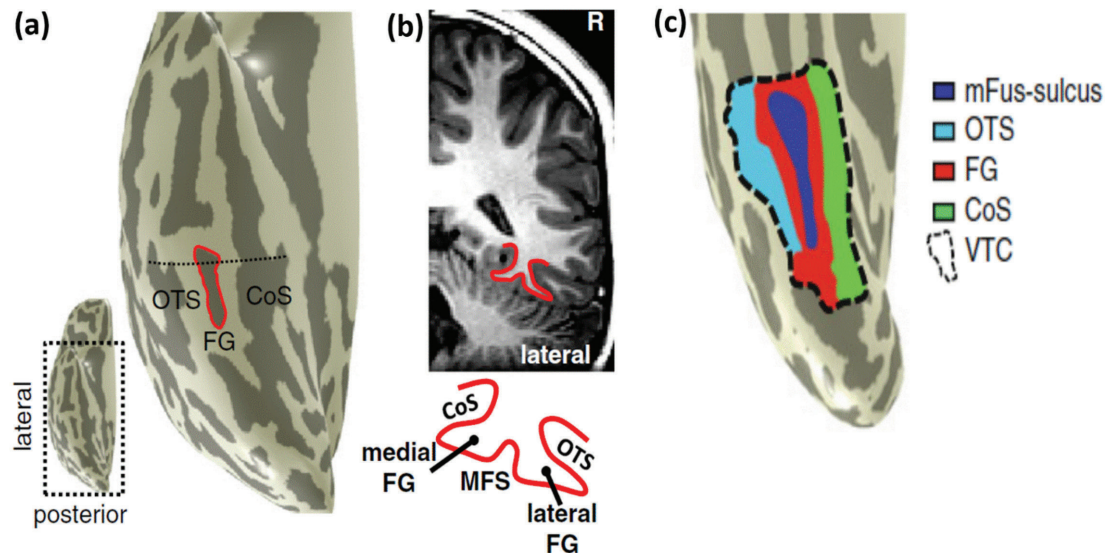 (a)
OTS
CoS
FG
lateral
posterior
(b)
R
lateral
CoS
OTS
medial
FG
MFS
lateral
FG
(c)
mFus-sulcus
OTS
FG
CoS
VTC